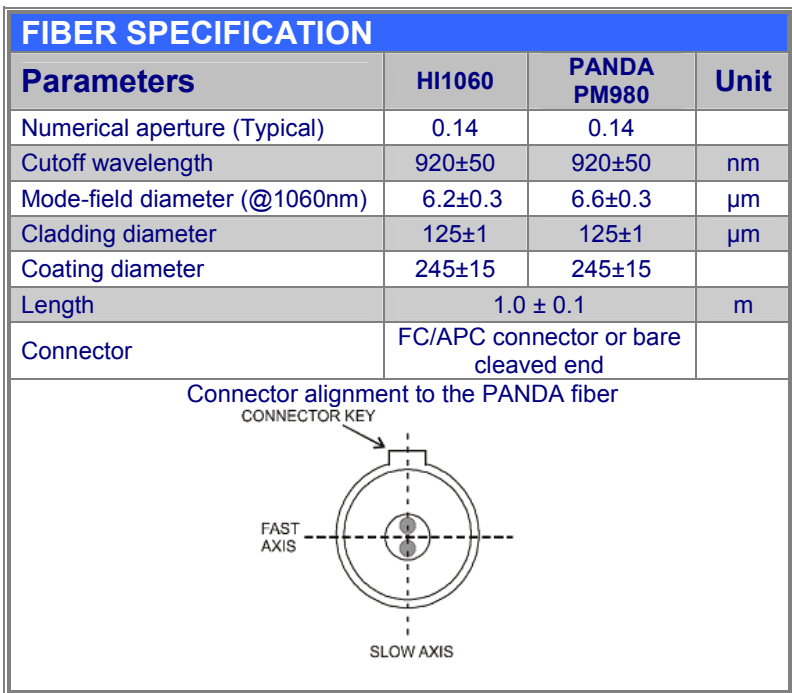 FIBER SPECIFICATION
Parameters HI1060 PANDA PM980 Unit
Numerical aperture (Typical) 0.14 0.14
Cutoff wavelength 920±50 920±50 nm
Mode-field diameter (@1060nm) 6.2±0.3 6.6±0.3 µm
Cladding diameter 125±1 125±1 µm
Coating diameter 245±15 245±15
Length 1.0 ± 0.1 m
Connector FC/APC connector or bare cleaved end
Connector alignment to the PANDA fiber
CONNECTOR KEY
FAST
AXIS
SLOW AXIS